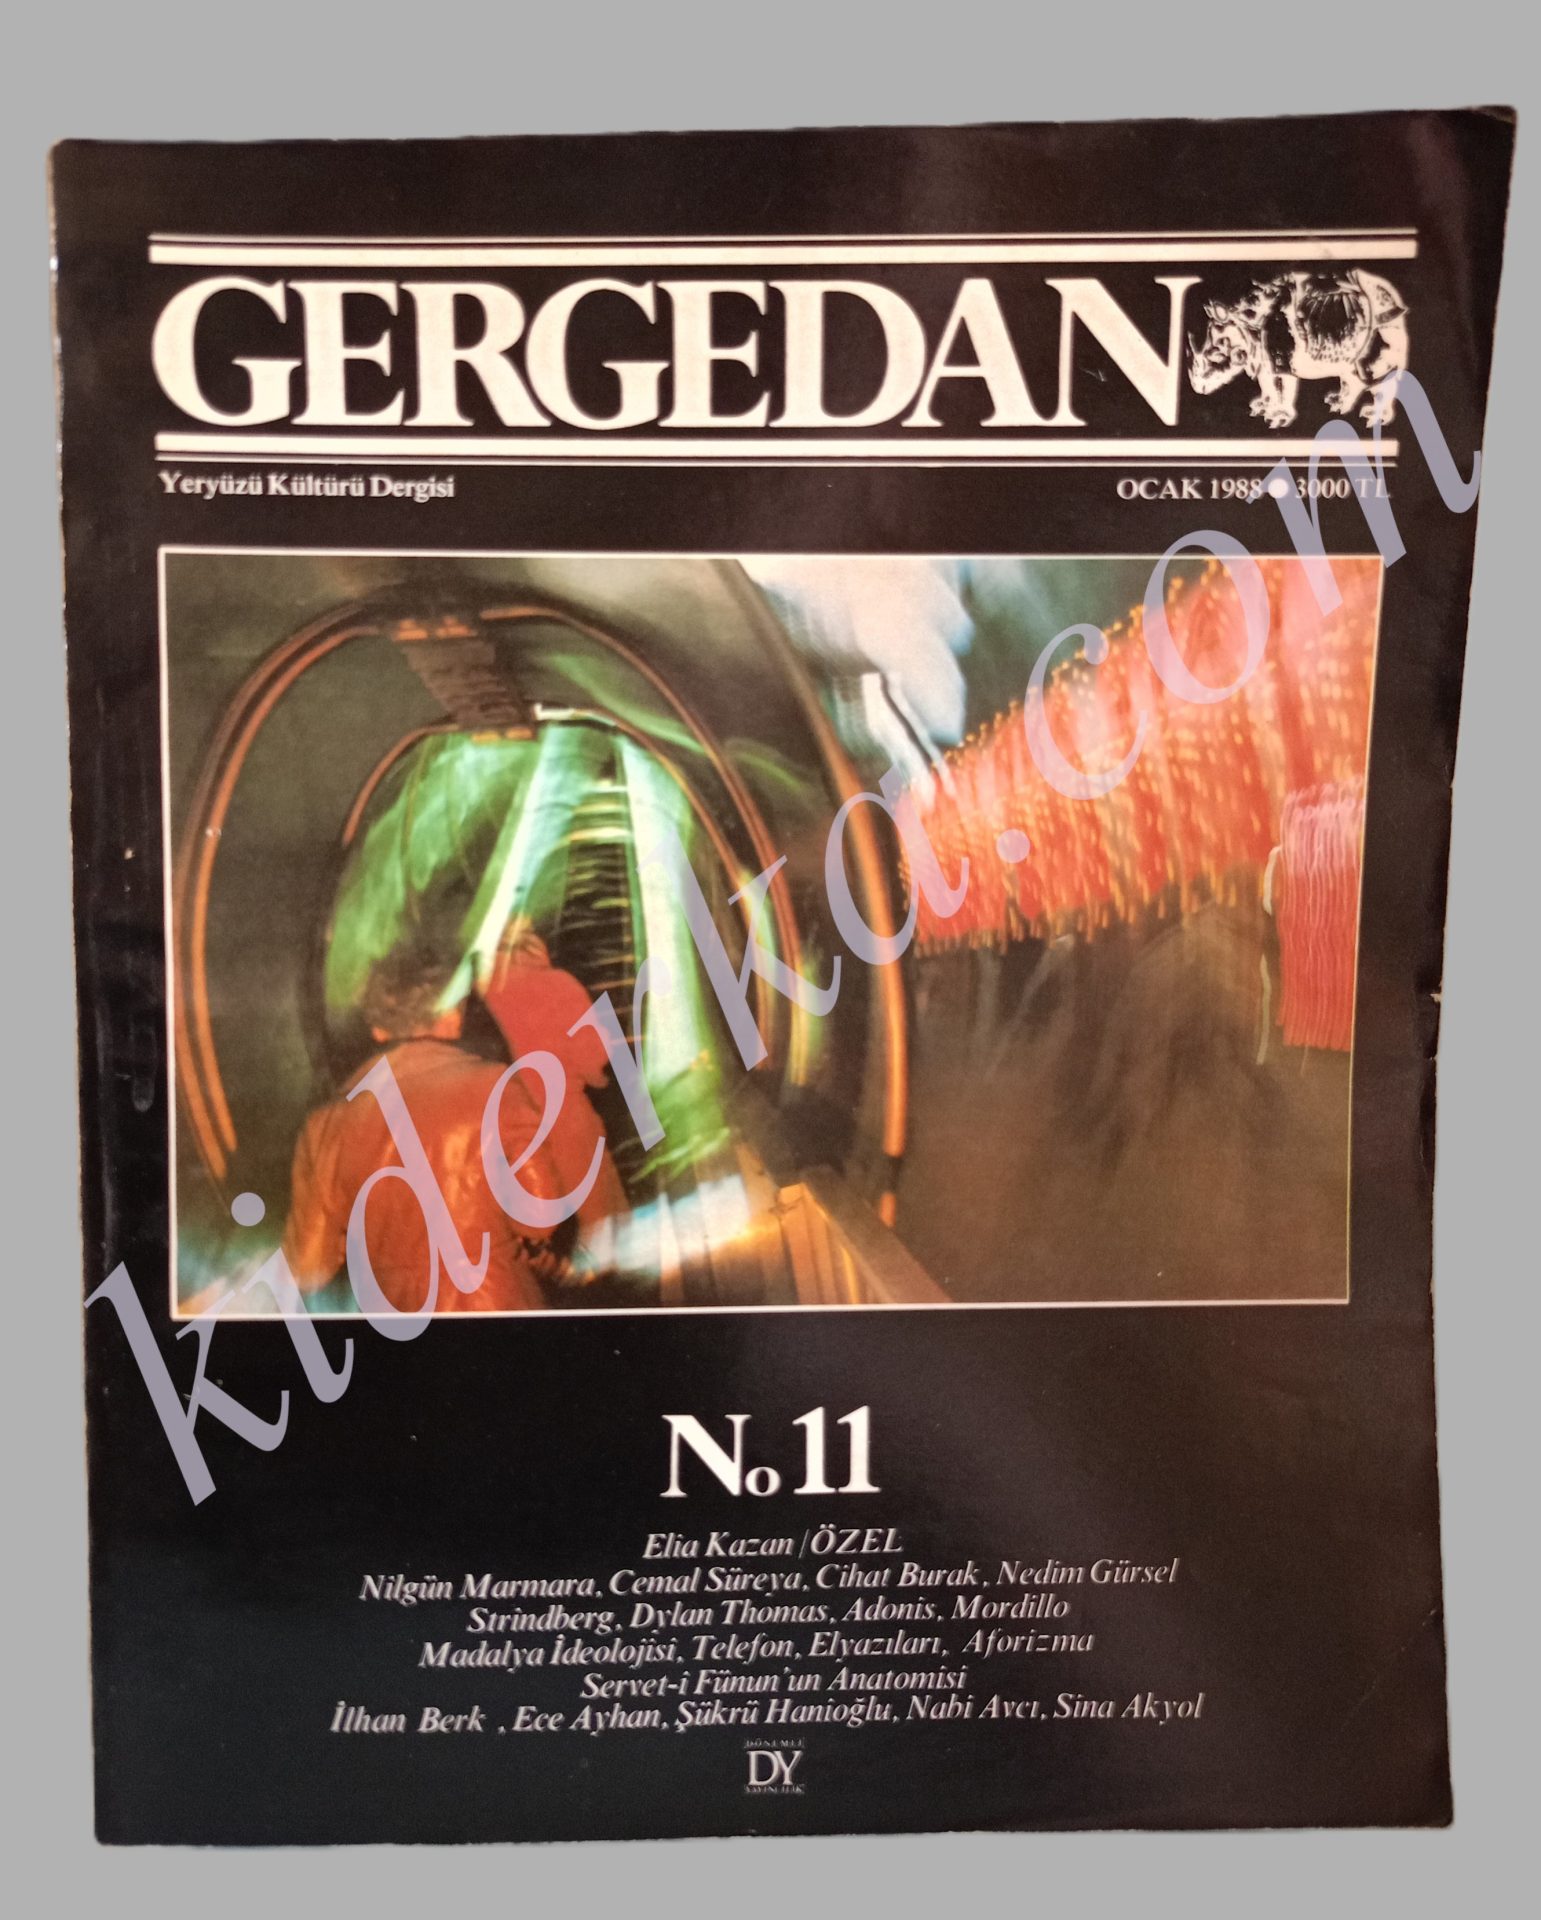 GERGEDAN
Yeryüzü Kültürü Dergisi
OCAK 1988 ● 3000 TL
No 11
Elia Kazan / ÖZEL
Nilgün Marmara, Cemal Süreya, Cihat Burak, Nedim Gürsel
Strindberg, Dylan Thomas, Adonis, Mordillo
Madalya İdeolojisi, Telefon, Elyazıları, Aforizma
Servet-i Fünun'un Anatomisi
İlhan Berk , Ece Ayhan, Şükrü Hanioğlu, Nabi Avcı, Sina Akyol
DÖNEMLİ
DY
YAYINCILIK
kiderka.com